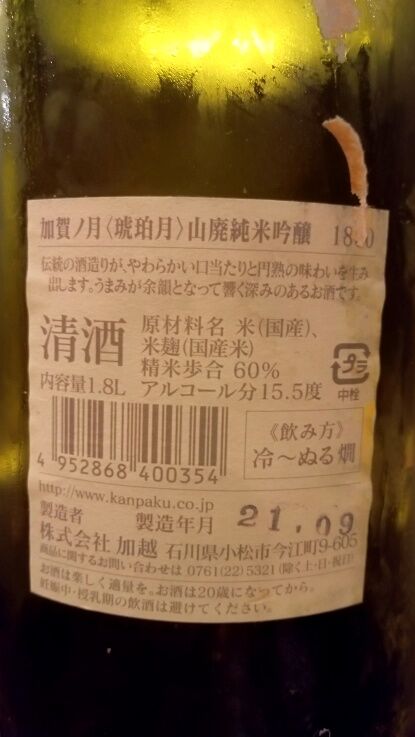 加賀ノ月〈琥珀月〉山廃純米吟醸
伝統の酒造りが、やわらかい口当たりと円熟の味わいを生み
出します。うまみが余韻となって響く深みのあるお酒です。
清酒
原材料名 米(国産)、
米麹(国産米)
精米歩合 60%
内容量1.8L アルコール分15.5度
プラ
中栓
4 952868 400354
《飲み方》
冷〜ぬる燗
http://www.kanpaku.co.jp
製造者 製造年月 21.09
株式会社 加越 石川県小松市今江町9-605
商品に関するお問い合わせは 0761(22)5321(除く土・日・祝日)
お酒は楽しく適量を。お酒は20歳になってから。
妊娠中・授乳期の飲酒は避けてください。